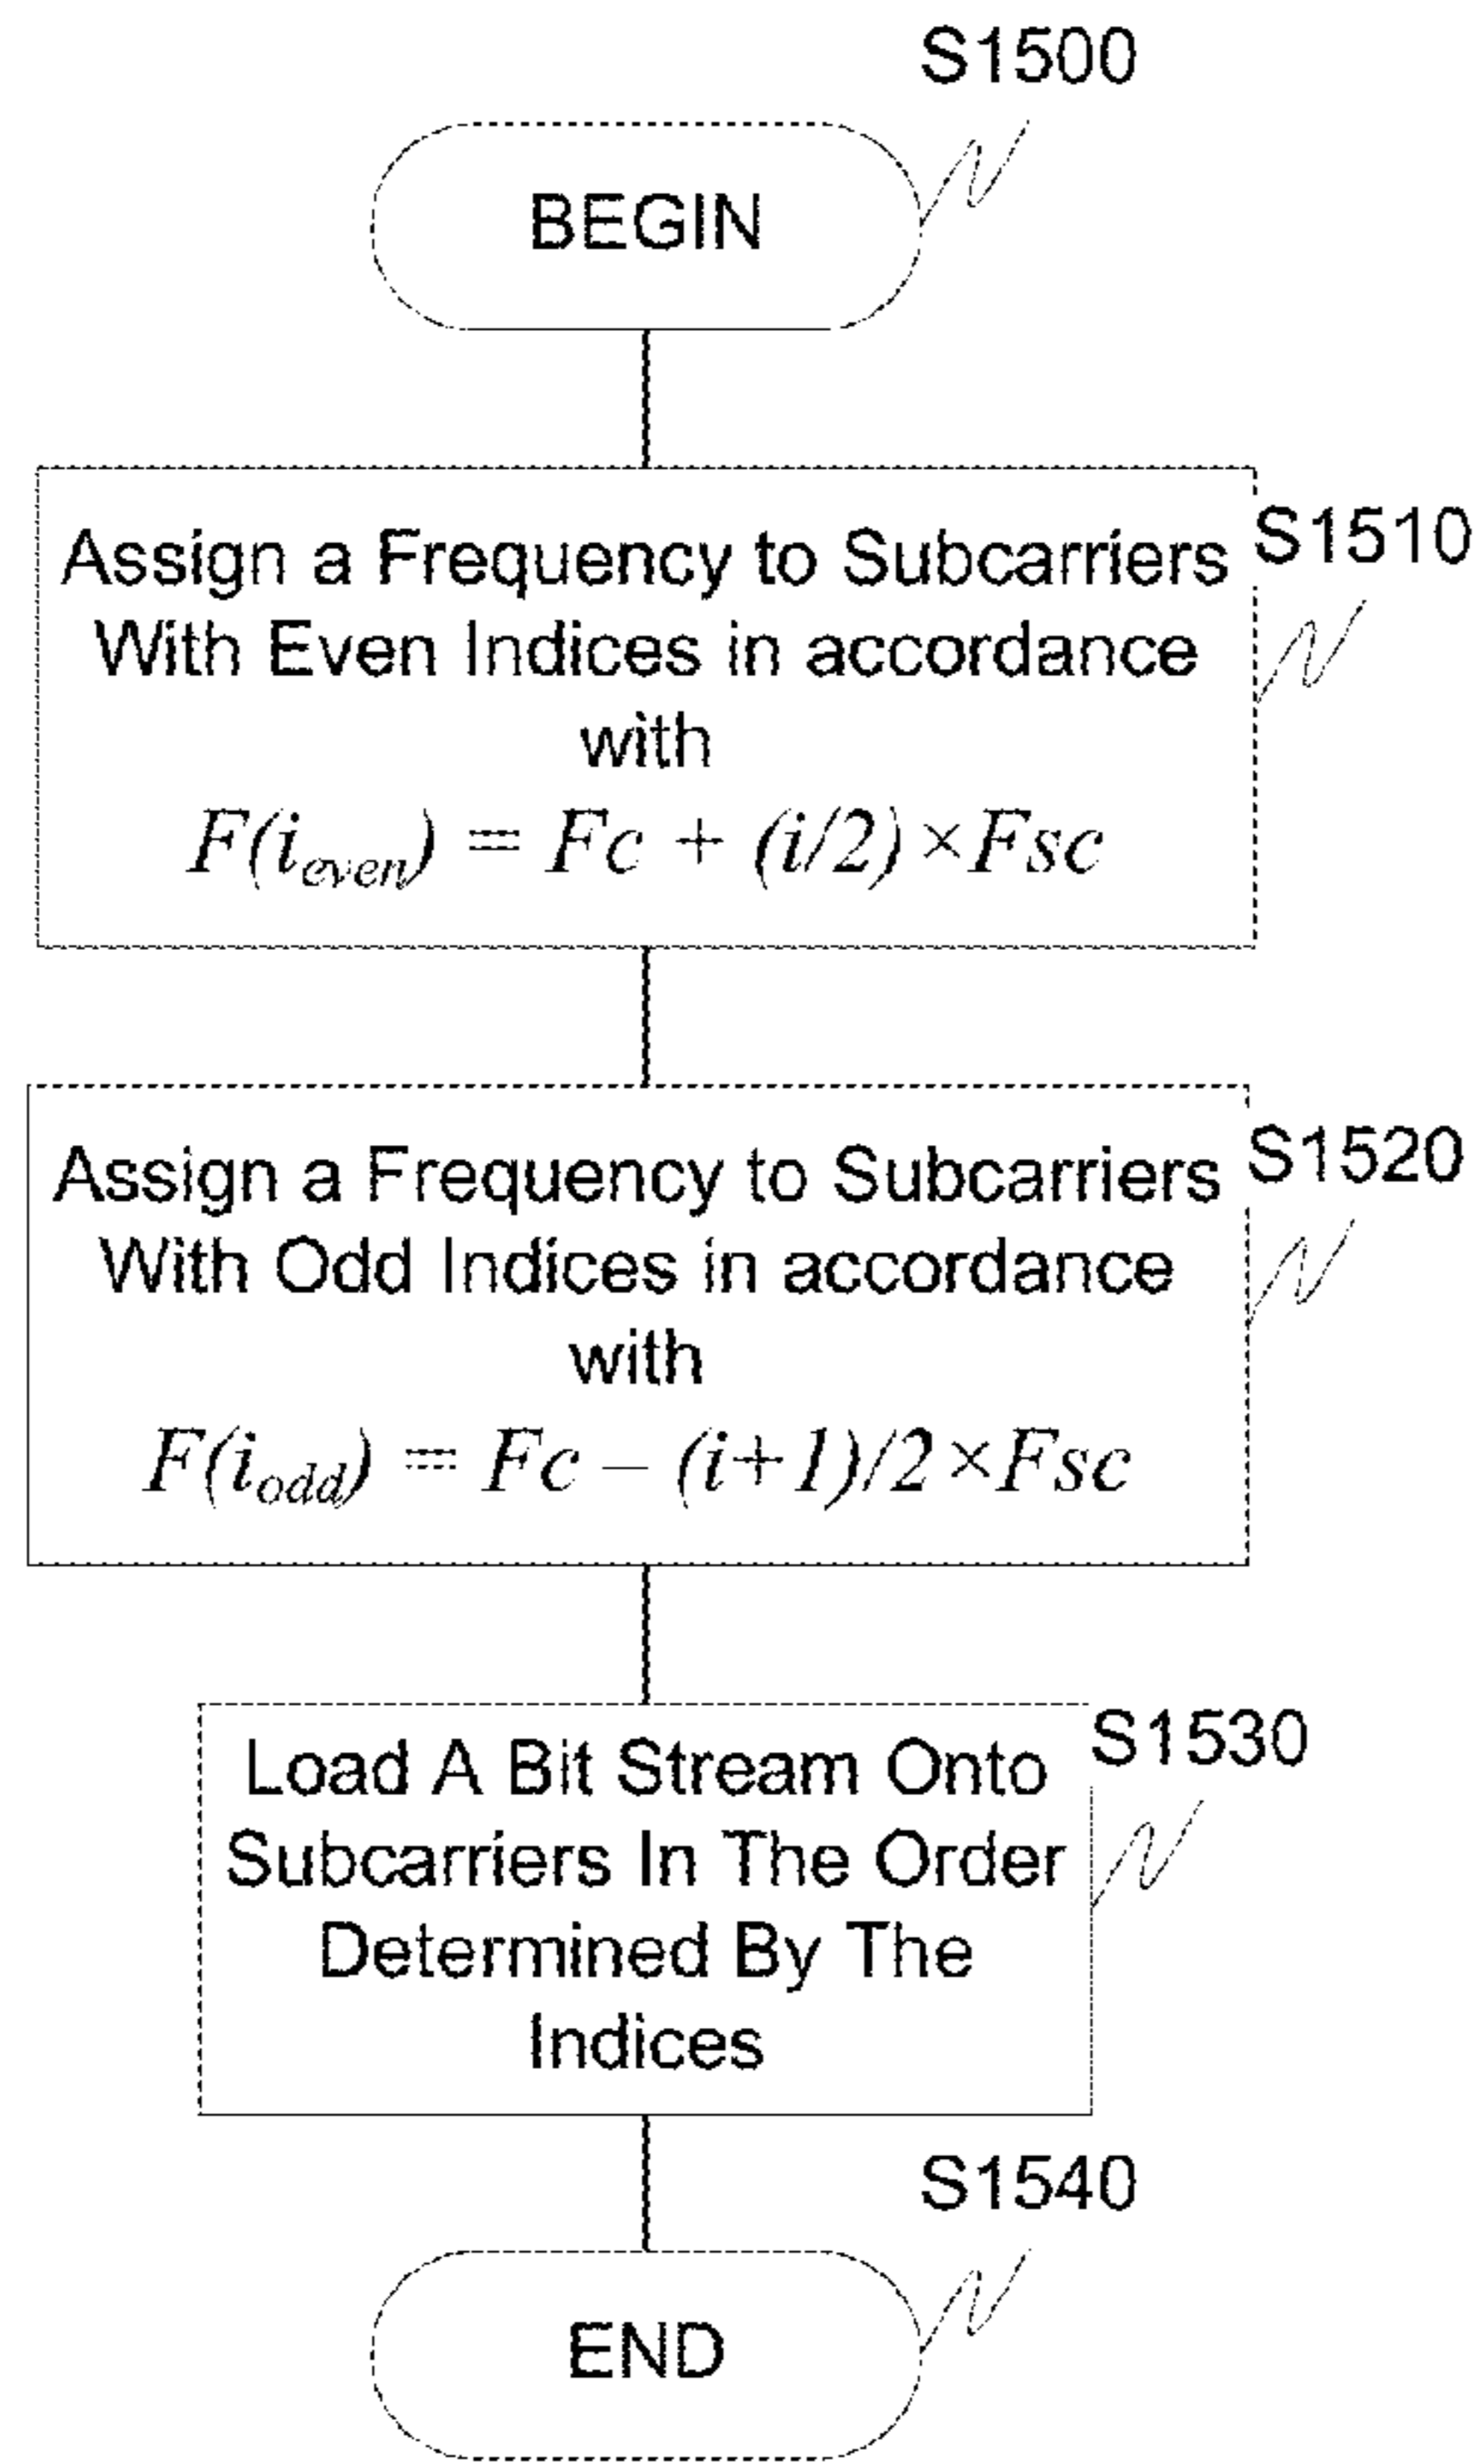 S1500
BEGIN
Assign a Frequency to Subcarriers
S1510
With Even Indices in accordance
with
F(i_even) = Fc + (i/2)×Fsc
Assign a Frequency to Subcarriers
S1520
With Odd Indices in accordance
with
F(i_odd) = Fc – (i+1)/2×Fsc
Load A Bit Stream Onto
S1530
Subcarriers In The Order
Determined By The
Indices
S1540
END